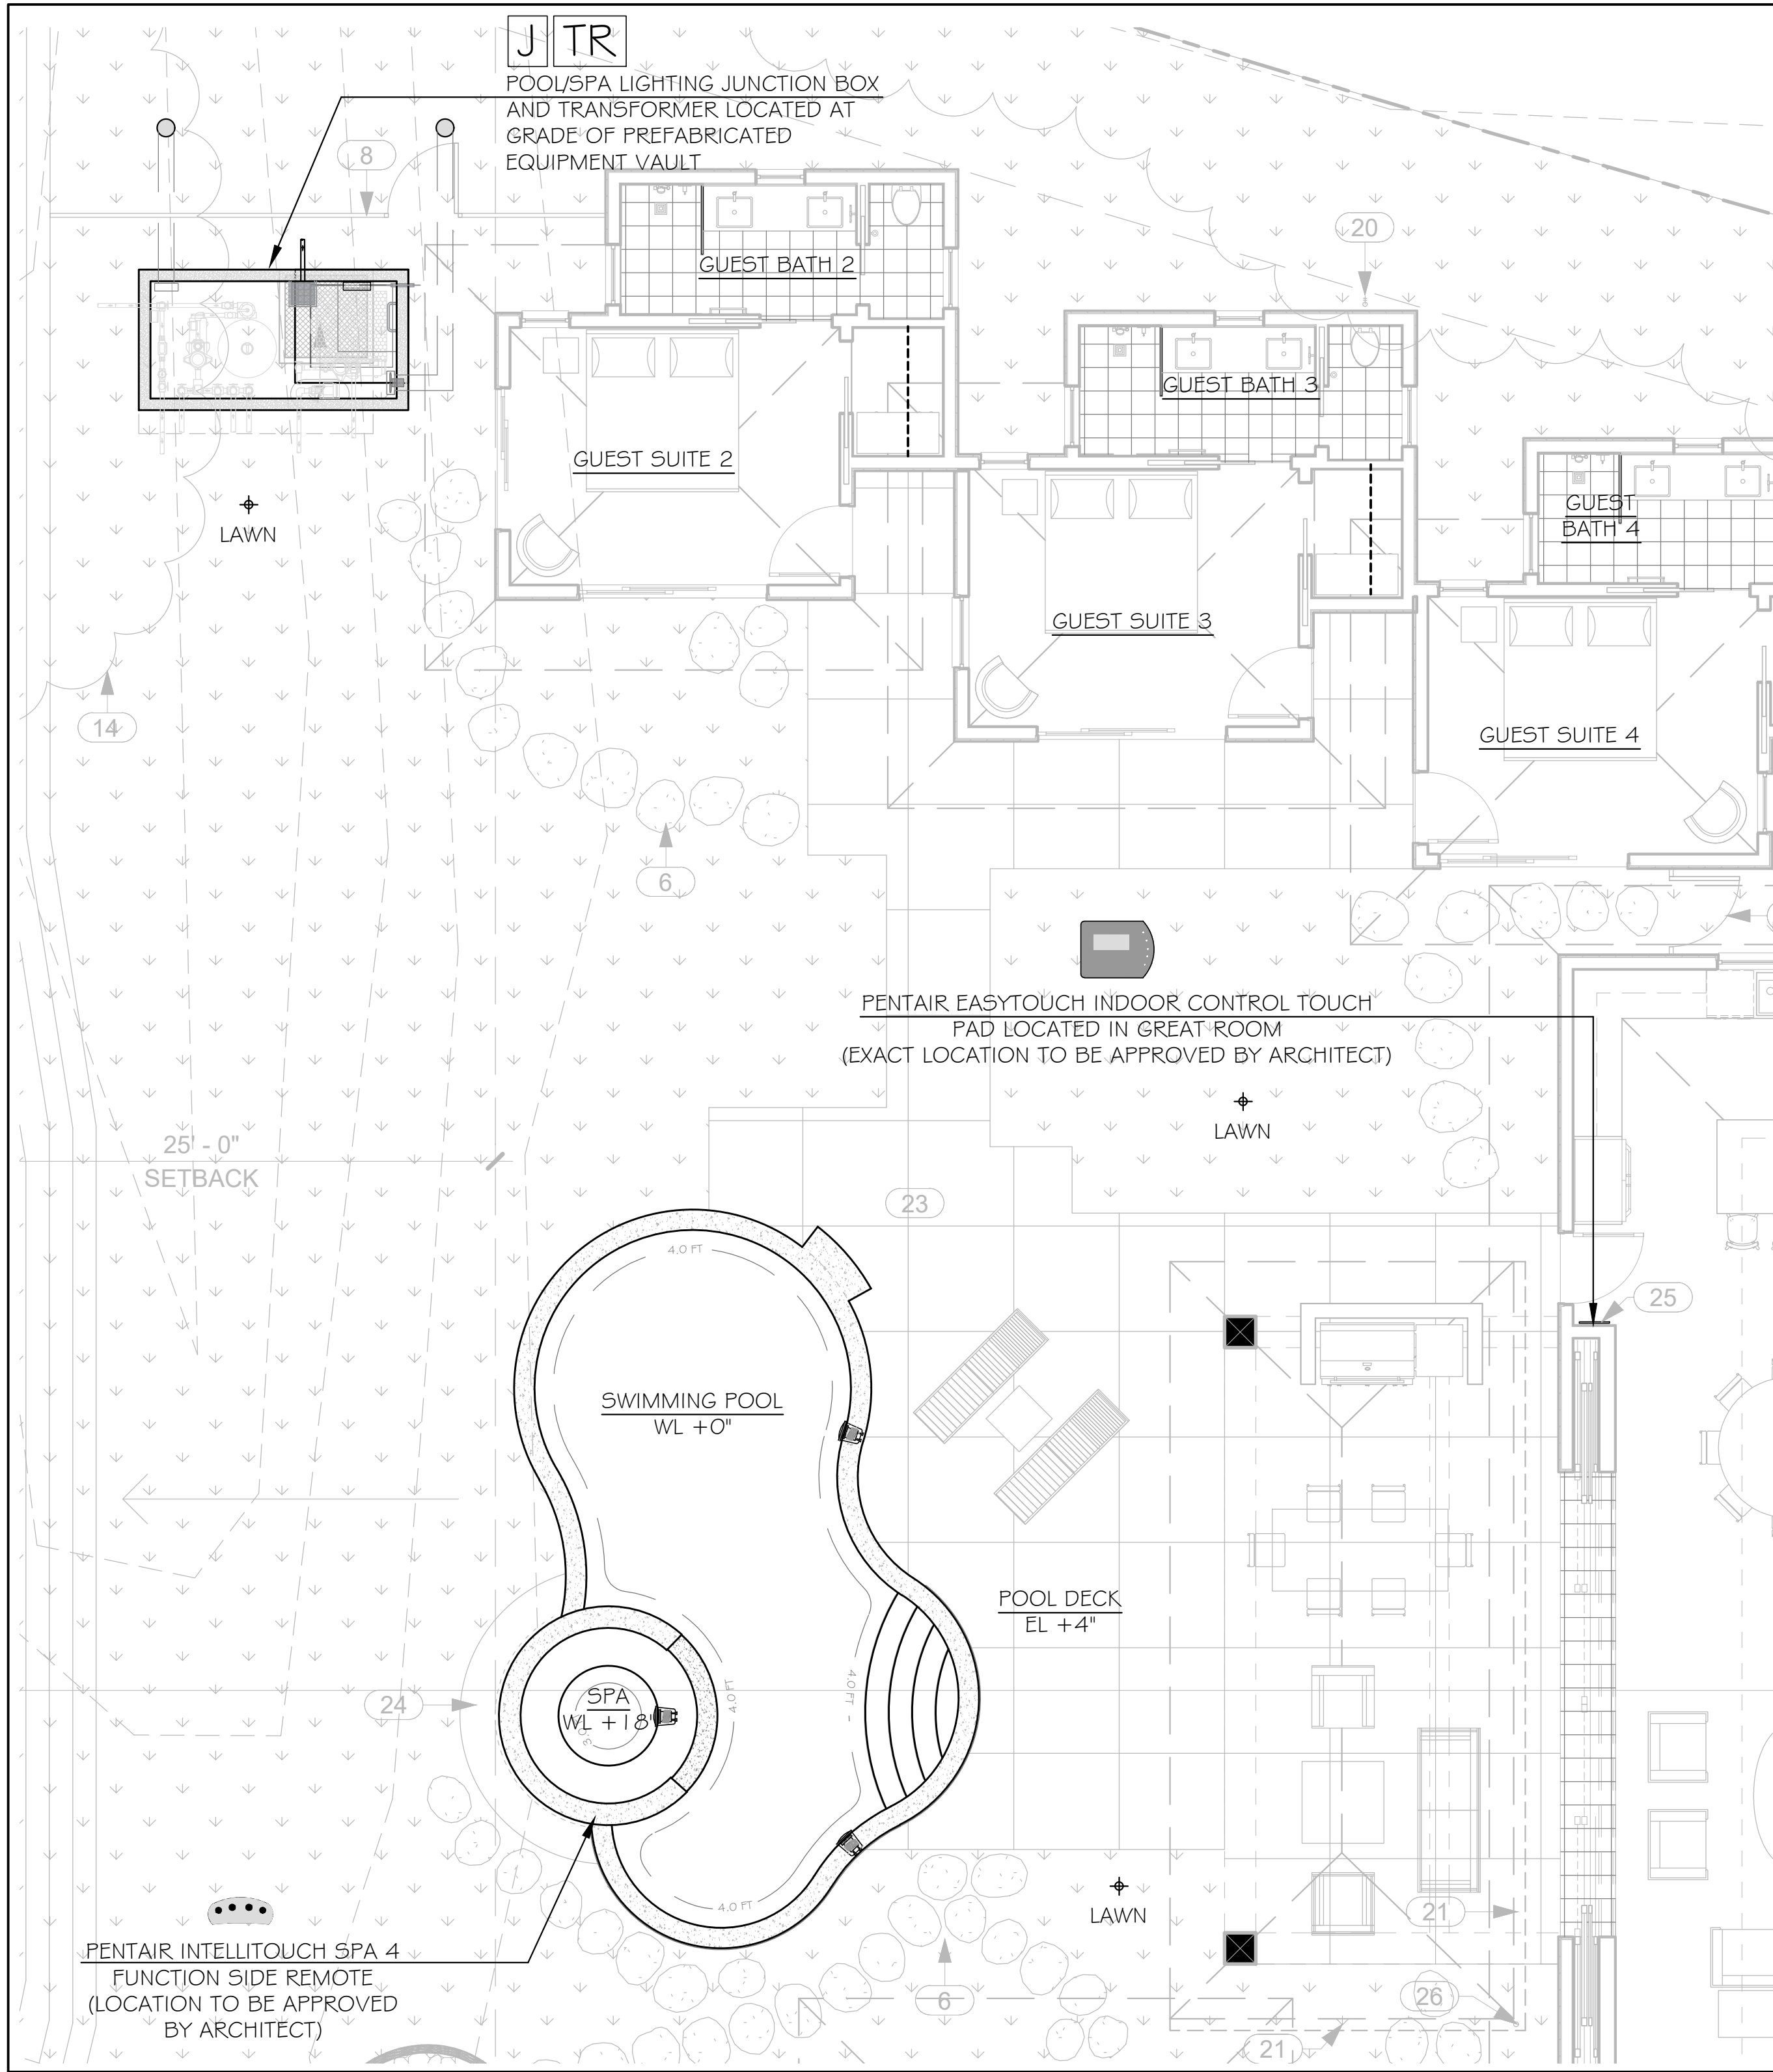 J TR
POOL/SPA LIGHTING JUNCTION BOX
AND TRANSFORMER LOCATED AT
GRADE OF PREFABRICATED
EQUIPMENT VAULT
8
20
GUEST BATH 2
GUEST BATH 3
GUEST SUITE 2
GUEST
BATH 4
LAWN
GUEST SUITE 3
14
GUEST SUITE 4
6
PENTAIR EASYTOUCH INDOOR CONTROL TOUCH
PAD LOCATED IN GREAT ROOM
(EXACT LOCATION TO BE APPROVED BY ARCHITECT)
LAWN
25' - 0"
SETBACK
23
4.0 FT
25
SWIMMING POOL
WL +0"
POOL DECK
EL +4"
24
SPA
WL +18"
4.0 FT
4.0 FT
4.0 FT
LAWN
21
PENTAIR INTELLITOUCH SPA 4
FUNCTION SIDE REMOTE
(LOCATION TO BE APPROVED
BY ARCHITECT)
6
26
21